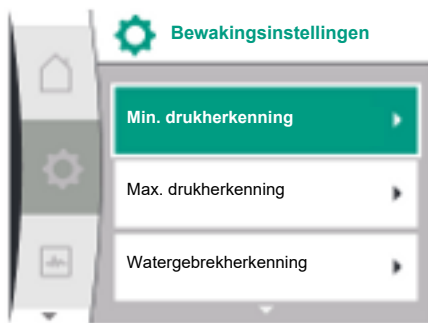 Bewakingsinstellingen
Min. drukherkenning
Max. drukherkenning
Watergebrekherkenning